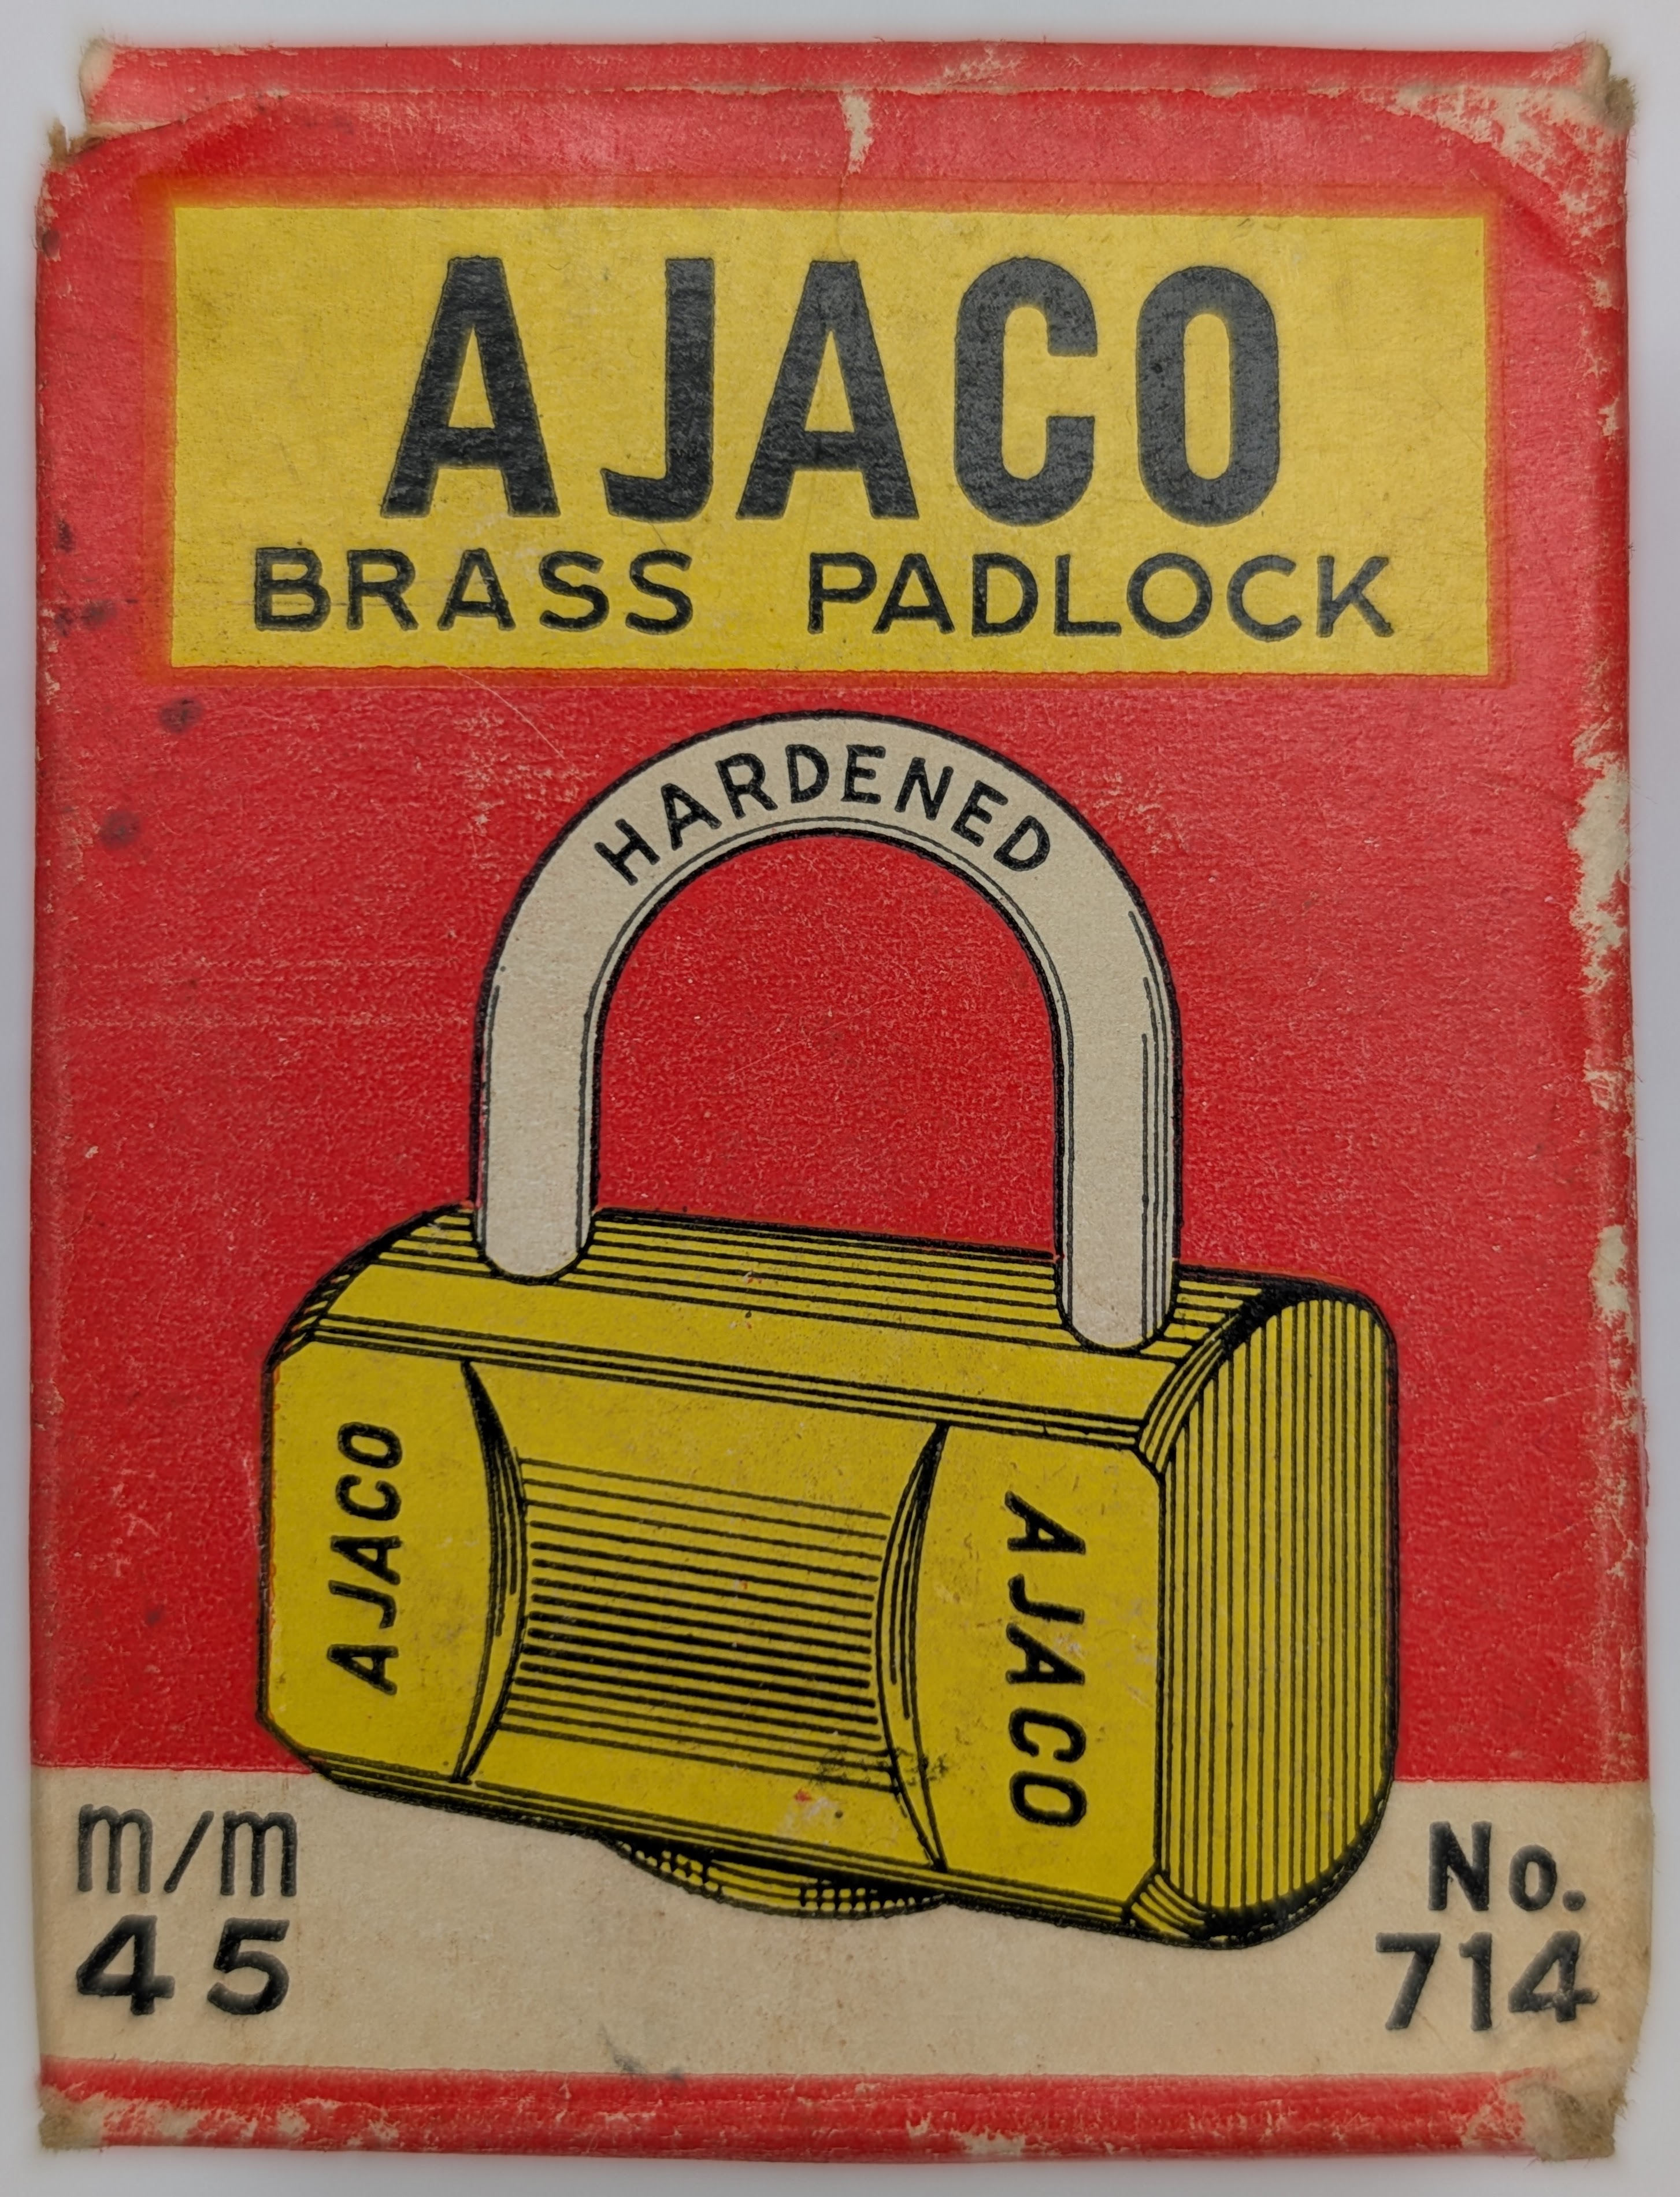 AJACO
BRASS PADLOCK
HARDENED
AJACO
AJACO
m/m
45
No.
714